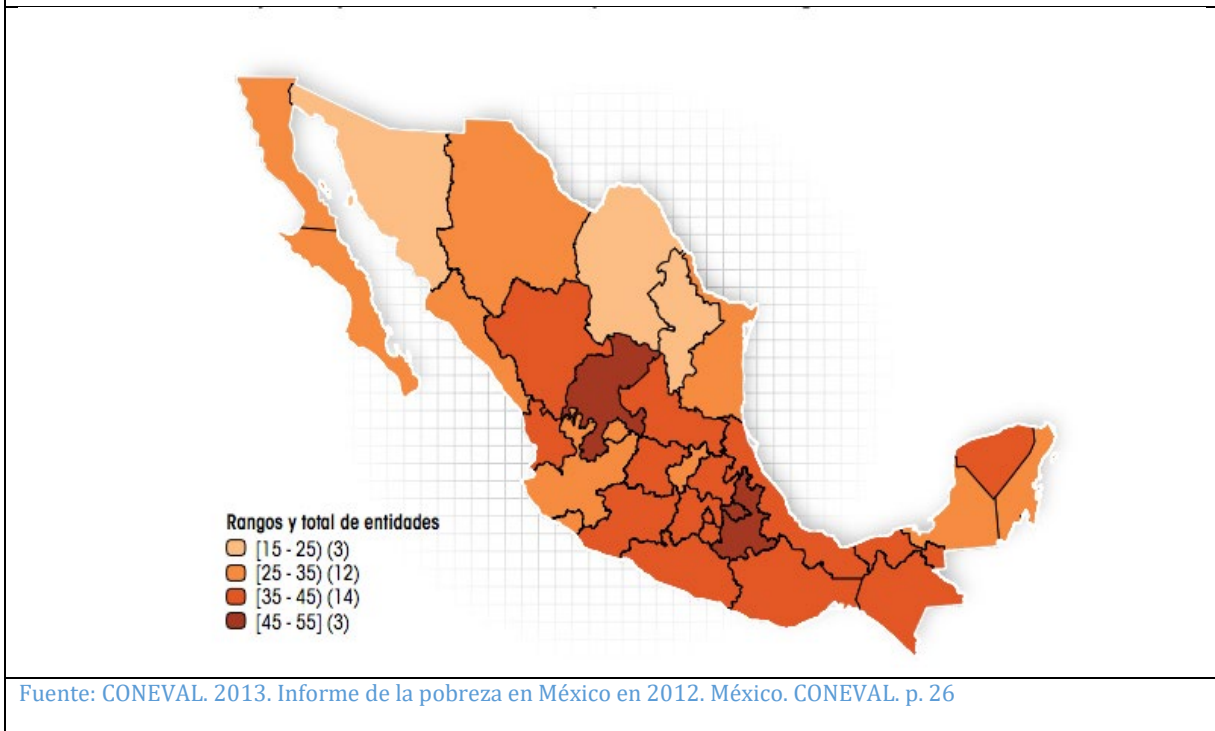 Rangos y total de entidades
[15 - 25) (3)
[25 - 35) (12)
[35 - 45) (14)
[45 - 55] (3)
Fuente: CONEVAL. 2013. Informe de la pobreza en México en 2012. México. CONEVAL. p. 26